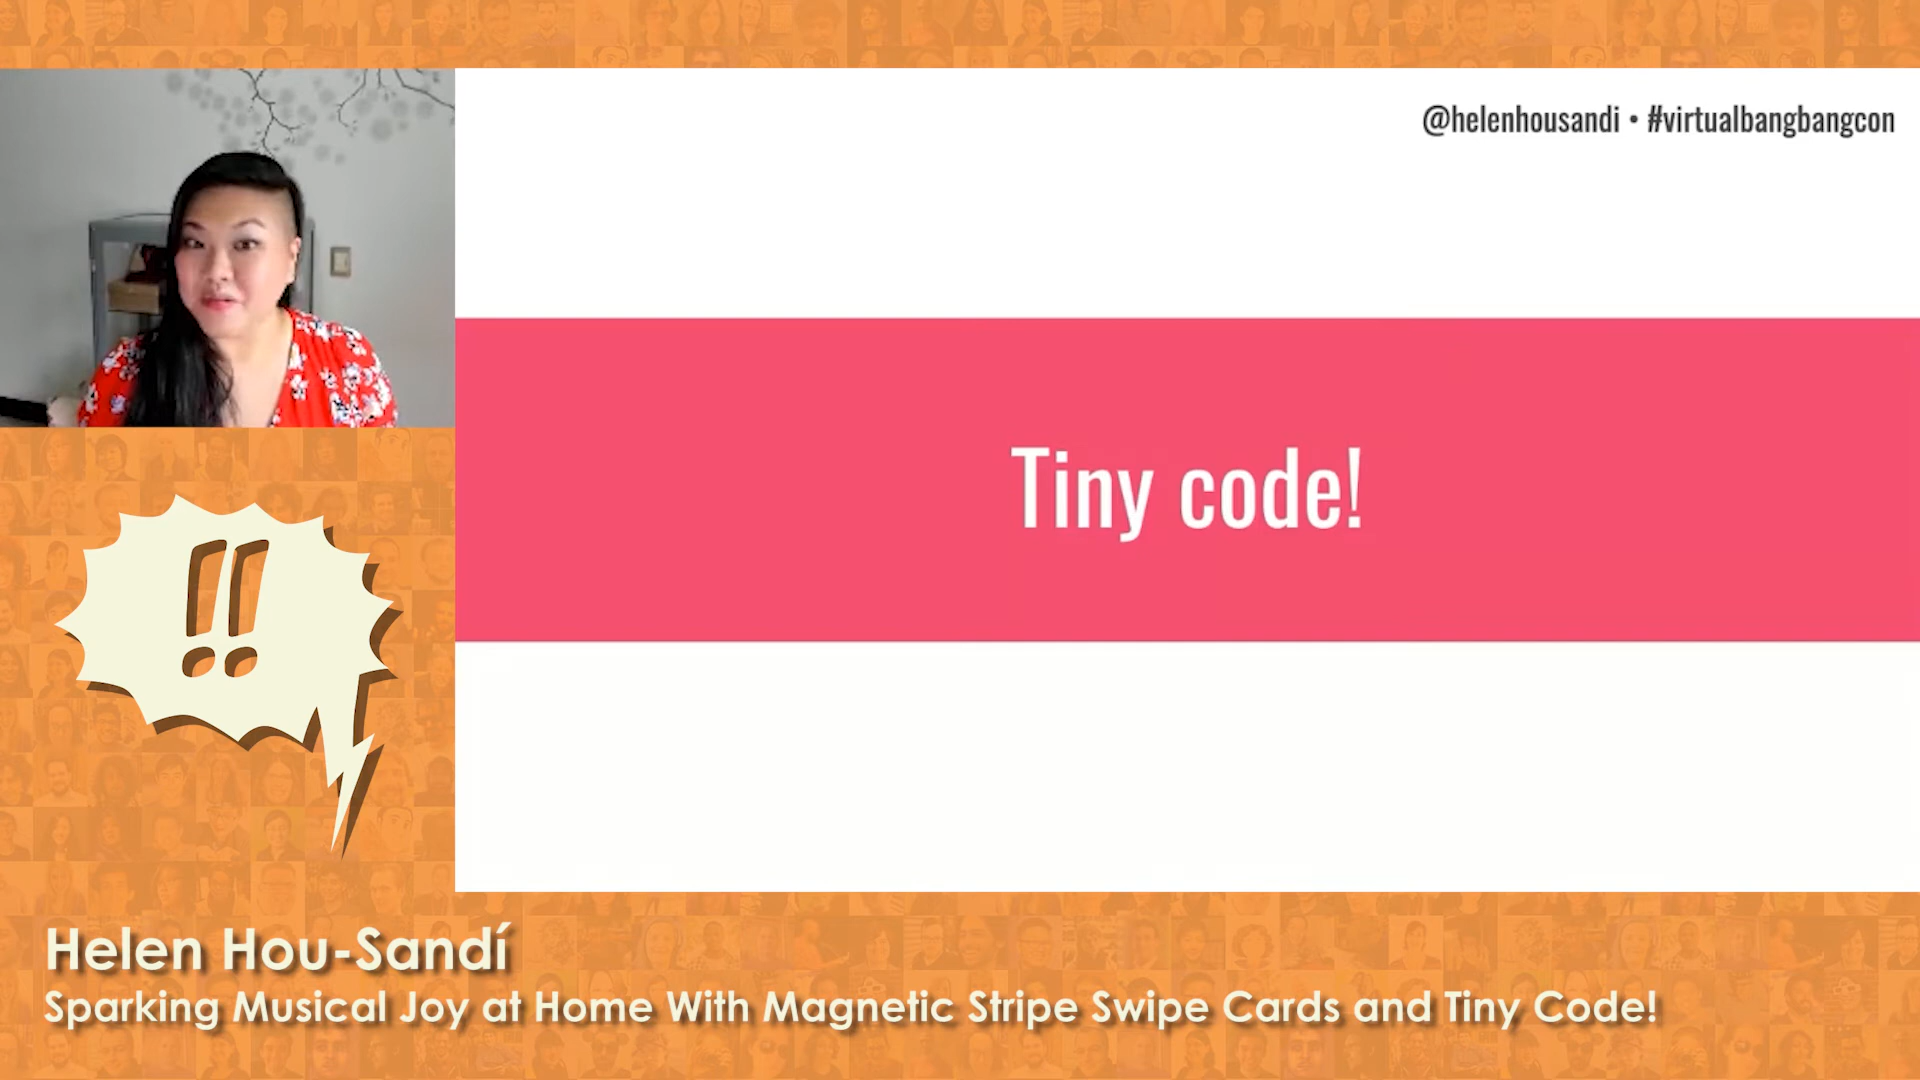 @helenhousandi • #virtualbangbangcon
Tiny code!
!!
Helen Hou-Sandí
Sparking Musical Joy at Home With Magnetic Stripe Swipe Cards and Tiny Code!